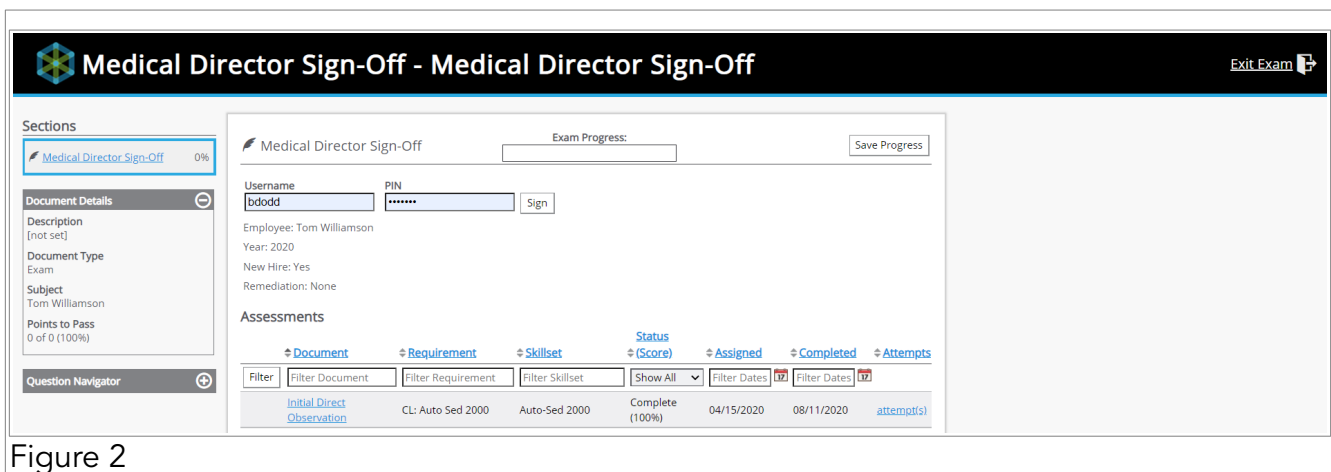 Medical Director Sign-Off - Medical Director Sign-Off
Exit Exam
Sections
Medical Director Sign-Off 0%
Document Details
Description
[not set]
Document Type
Exam
Subject
Tom Williamson
Points to Pass
0 of 0 (100%)
Question Navigator
Medical Director Sign-Off
Exam Progress:
Save Progress
Username PIN
bdodd ••••••• Sign
Employee: Tom Williamson
Year: 2020
New Hire: Yes
Remediation: None
Assessments
Document Requirement Skillset Status (Score) Assigned Completed Attempts
Filter Filter Document Filter Requirement Filter Skillset Show All Filter Dates 17 Filter Dates 17
Initial Direct Observation CL: Auto Sed 2000 Auto-Sed 2000 Complete (100%) 04/15/2020 08/11/2020 attempt(s)
Figure 2